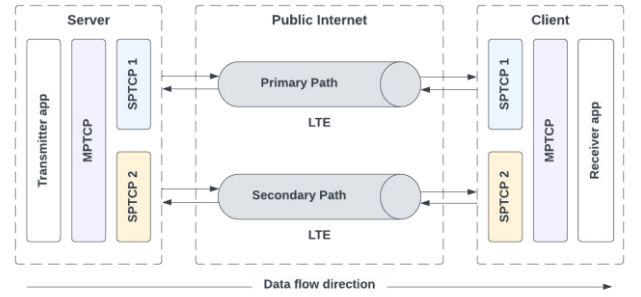 Server
Public Internet
Client
Transmitter app
MPTCP
SPTCP 1
SPTCP 2
Primary Path
LTE
Secondary Path
LTE
SPTCP 1
SPTCP 2
MPTCP
Receiver app
Data flow direction